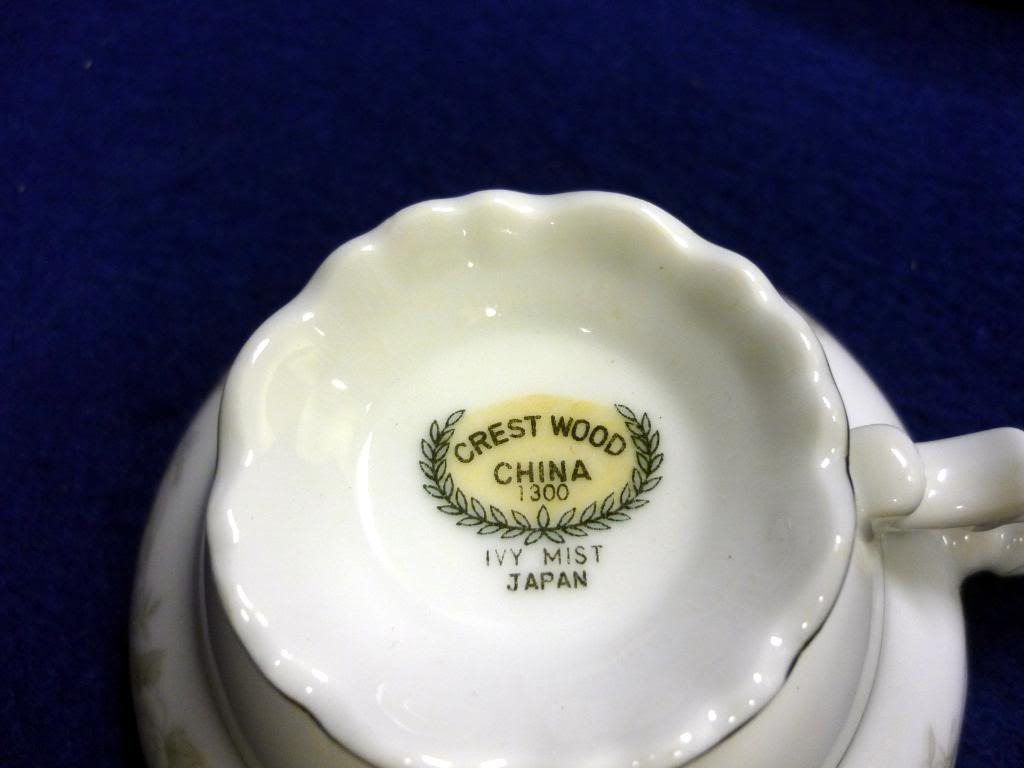 CREST WOOD
CHINA
1300
IVY MIST
JAPAN